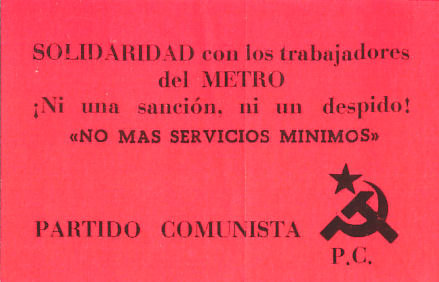 SOLIDARIDAD con los trabajadores
del METRO
¡Ni una sanción, ni un despido!
«NO MAS SERVICIOS MINIMOS»
PARTIDO COMUNISTA
P.C.